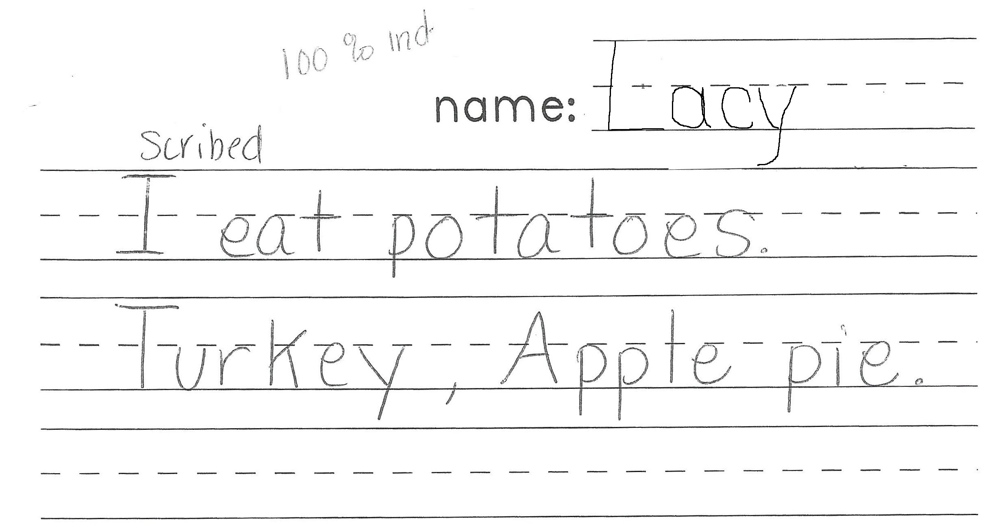 100 % ind
name: Lacy
Scribed
I eat potatoes.
Turkey, Apple pie.